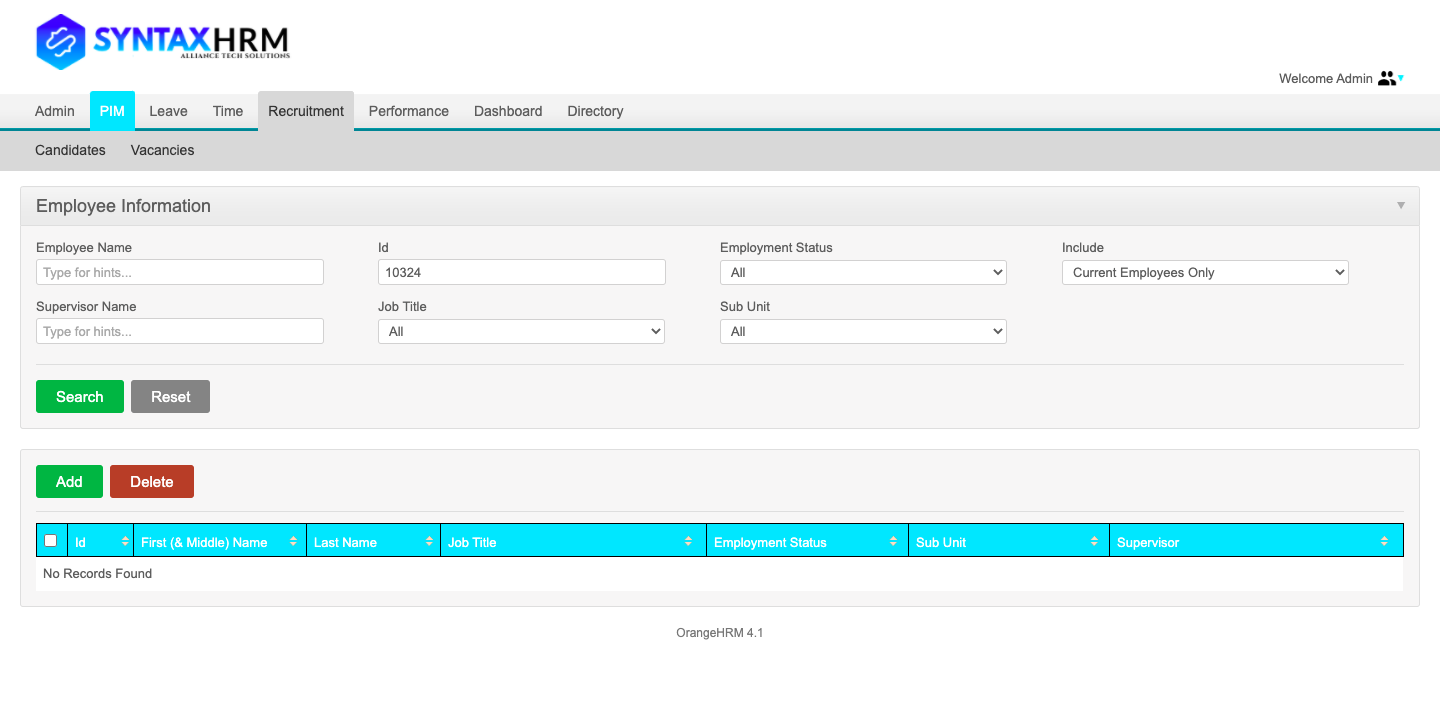 SYNTAXHRM
ALLIANCE TECH SOLUTIONS
Welcome Admin
Admin PIM Leave Time Recruitment Performance Dashboard Directory
Candidates Vacancies
Employee Information
Employee Name Id Employment Status Include
Type for hints... 10324 All Current Employees Only
Supervisor Name Job Title Sub Unit
Type for hints... All All
Search Reset
Add Delete
Id First (& Middle) Name Last Name Job Title Employment Status Sub Unit Supervisor
No Records Found
OrangeHRM 4.1